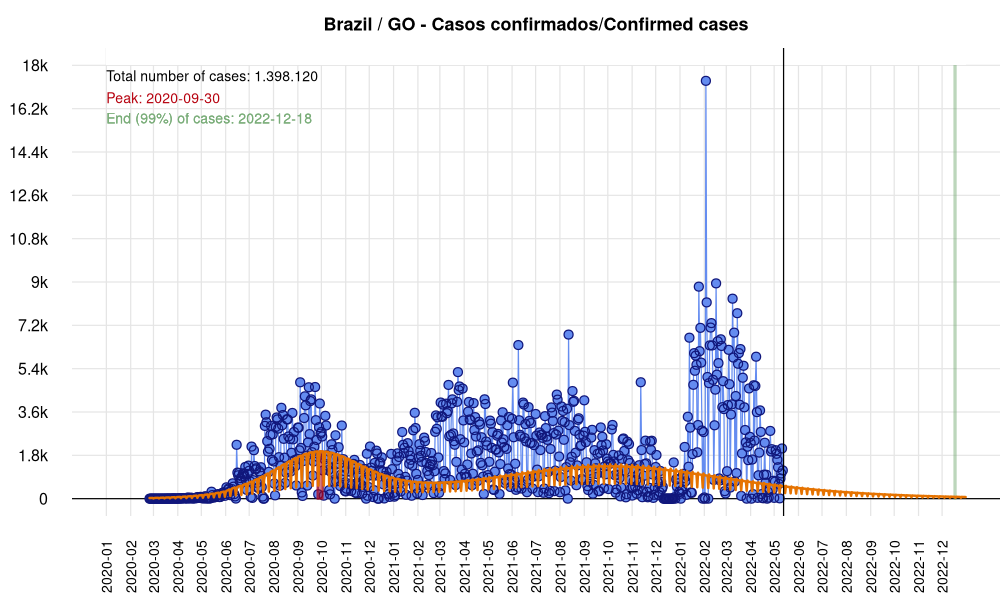 Brazil / GO - Casos confirmados/Confirmed cases
Total number of cases: 1.398.120
Peak: 2020-09-30
End (99%) of cases: 2022-12-18
18k
16.2k
14.4k
12.6k
10.8k
9k
7.2k
5.4k
3.6k
1.8k
0
2020-01
2020-02
2020-03
2020-04
2020-05
2020-06
2020-07
2020-08
2020-09
2020-10
2020-11
2020-12
2021-01
2021-02
2021-03
2021-04
2021-05
2021-06
2021-07
2021-08
2021-09
2021-10
2021-11
2021-12
2022-01
2022-02
2022-03
2022-04
2022-05
2022-06
2022-07
2022-08
2022-09
2022-10
2022-11
2022-12